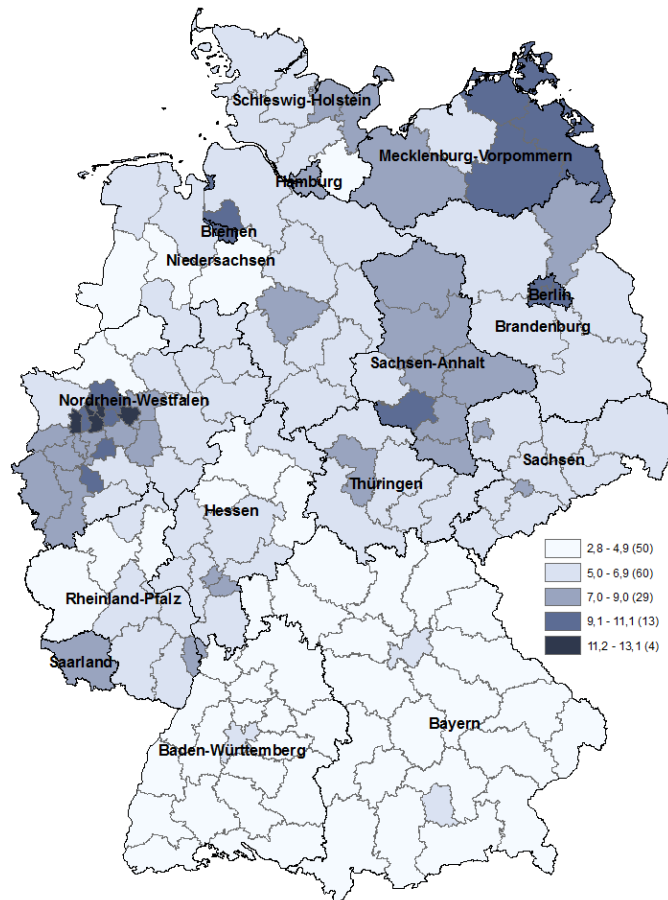 Schleswig-Holstein
Mecklenburg-Vorpommern
Hamburg
Bremen
Niedersachsen
Berlin
Brandenburg
Sachsen-Anhalt
Nordrhein-Westfalen
Sachsen
Thüringen
Hessen
2,8 - 4,9 (50)
5,0 - 6,9 (60)
7,0 - 9,0 (29)
9,1 - 11,1 (13)
11,2 - 13,1 (4)
Rheinland-Pfalz
Saarland
Bayern
Baden-Württemberg